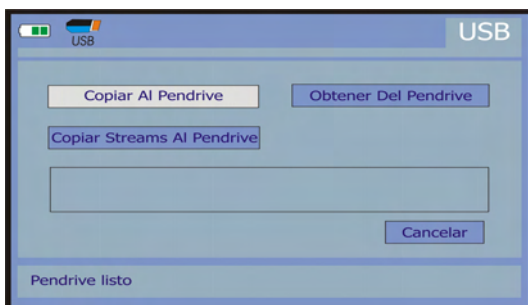 USB
USB
Copiar Al Pendrive
Obtener Del Pendrive
Copiar Streams Al Pendrive
Cancelar
Pendrive listo